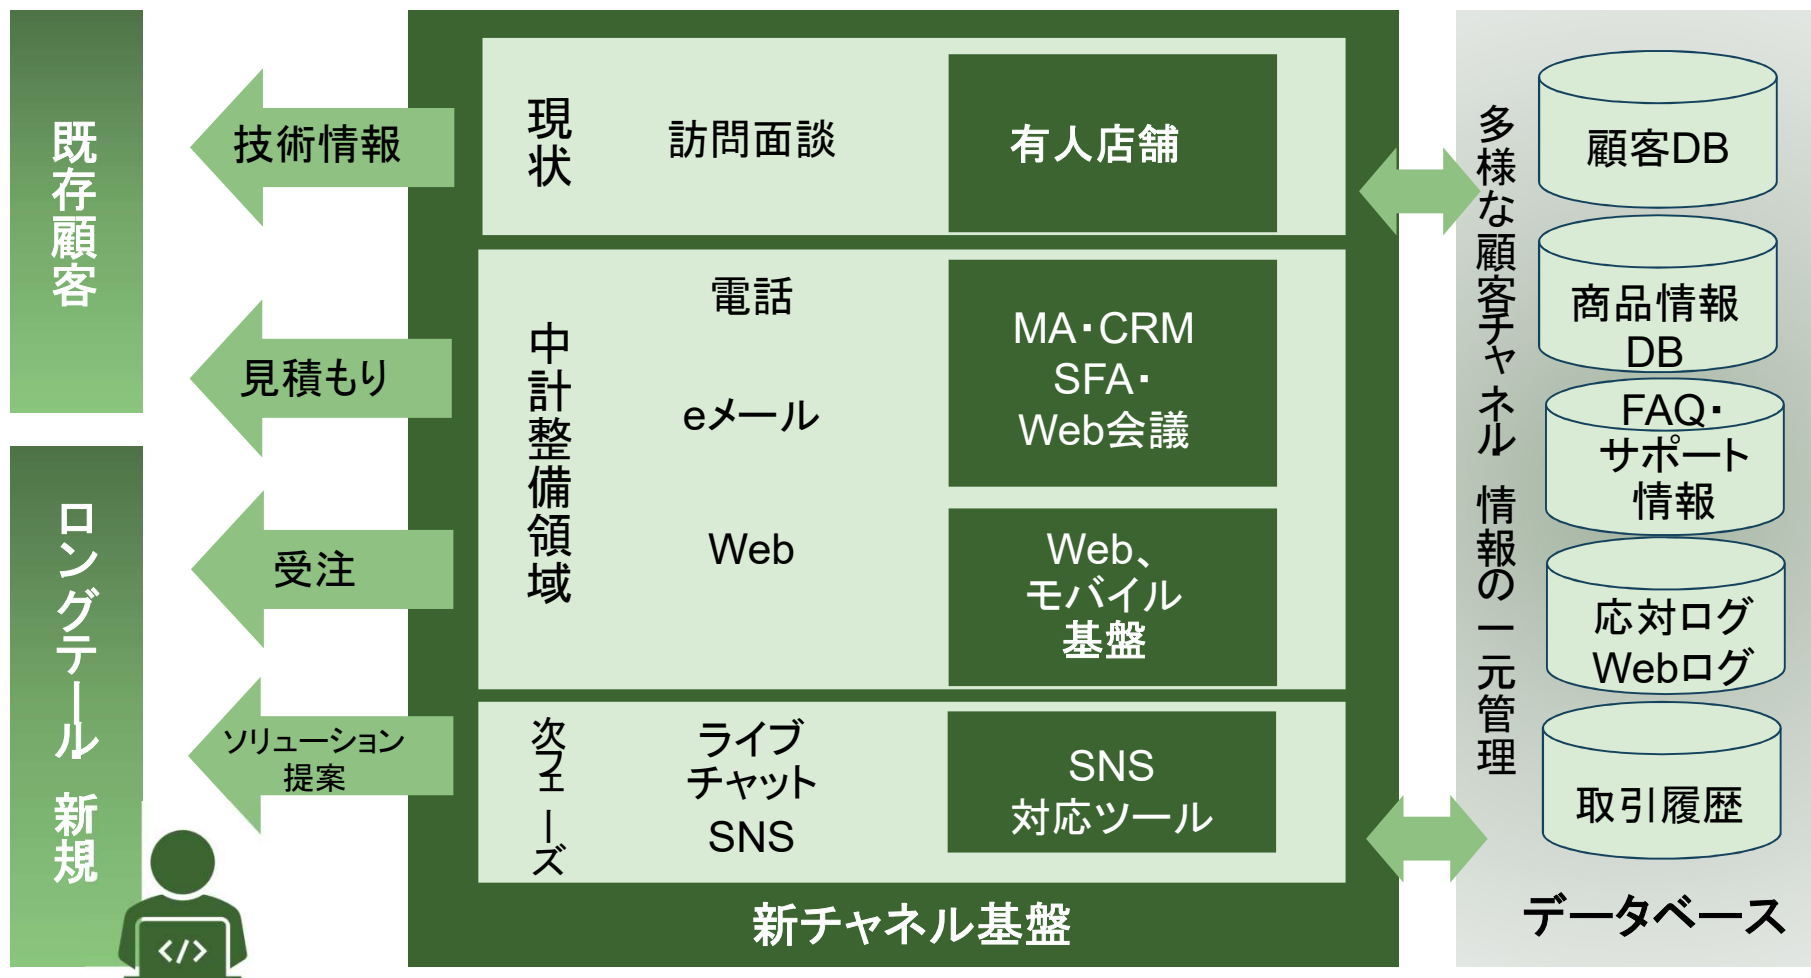 既存顧客
ロングテール 新規
技術情報
見積もり
受注
ソリューション
提案
現状
訪問面談
有人店舗
中計整備領域
電話
eメール
Web
MA・CRM
SFA・
Web会議
Web、
モバイル
基盤
次フェーズ
ライブ
チャット
SNS
SNS
対応ツール
新チャネル基盤
多様な顧客チャネル 情報の一元管理
顧客DB
商品情報
DB
FAQ・
サポート
情報
応対ログ
Webログ
取引履歴
データベース
</>